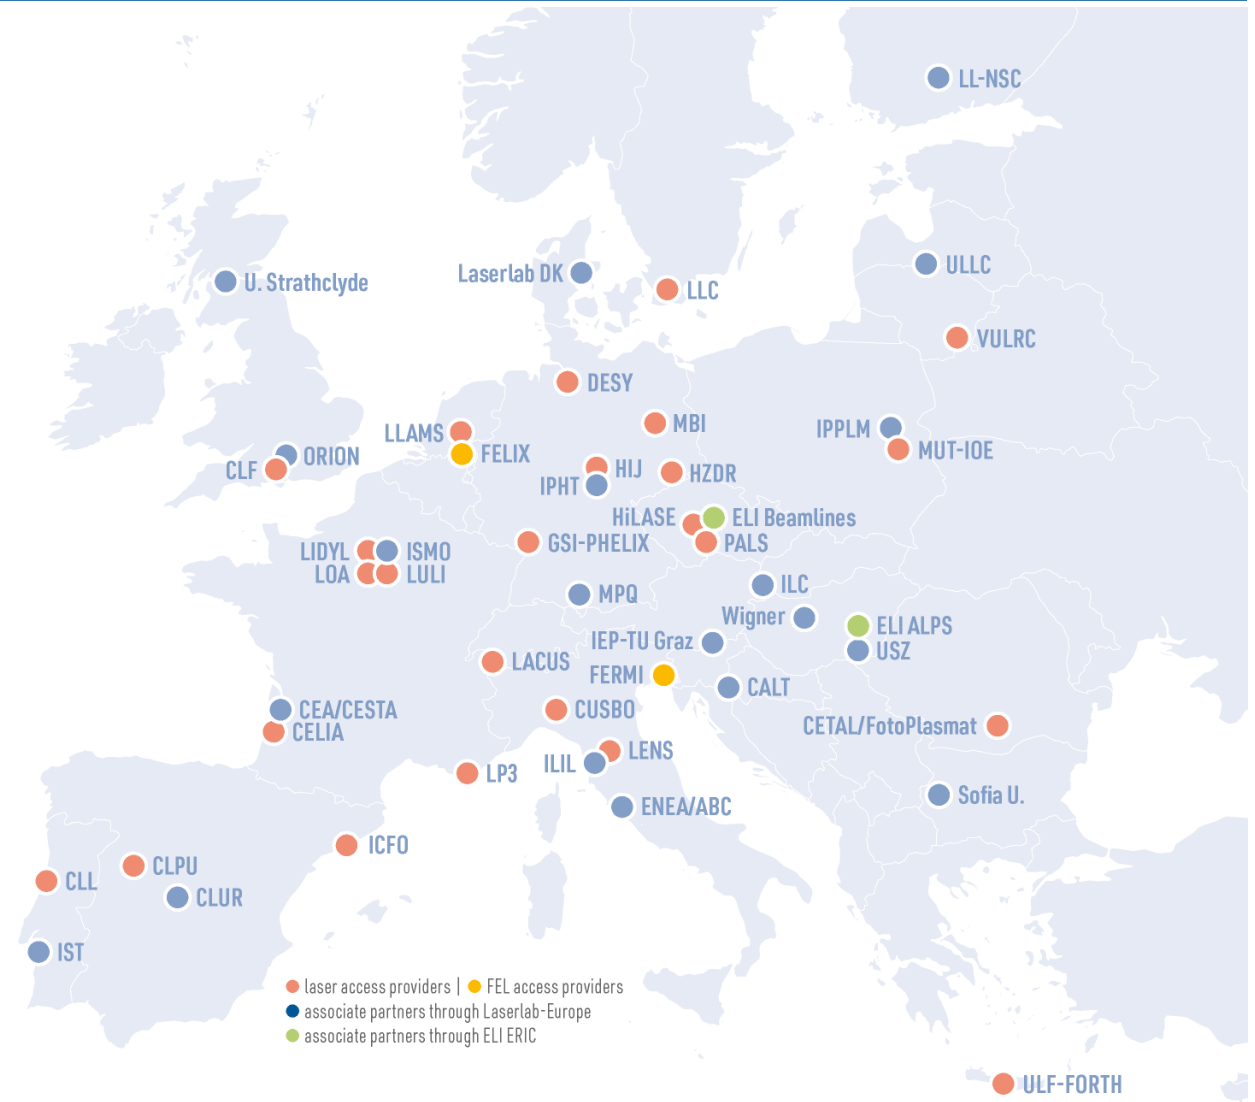 LL-NSC
ULLC
Laserlab DK
U. Strathclyde
LLC
VULRC
DESY
MBI
IPPLM
LLAMS
MUT-IOE
FELIX
ORION
CLF
HIJ
HZDR
IPHT
HiLASE
ELI Beamlines
GSI-PHELIX
PALS
LIDYL
ISMO
LOA
LULI
ILC
MPQ
Wigner
ELI ALPS
IEP-TU Graz
USZ
LACUS
FERMI
CALT
CEA/CESTA
CUSBO
CETAL/FotoPlasmat
CELIA
LENS
ILIL
LP3
Sofia U.
ENEA/ABC
ICFO
CLPU
CLL
CLUR
IST
laser access providers | FEL access providers
associate partners through Laserlab-Europe
associate partners through ELI ERIC
ULF-FORTH